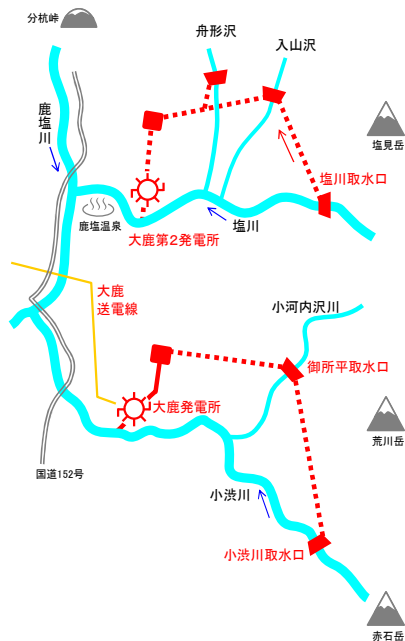 分杭峠
舟形沢
入山沢
鹿塩川
塩見岳
塩川取水口
鹿塩温泉
塩川
大鹿第2発電所
大鹿
送電線
小河内沢川
御所平取水口
大鹿発電所
荒川岳
国道152号
小渋川
小渋川取水口
赤石岳